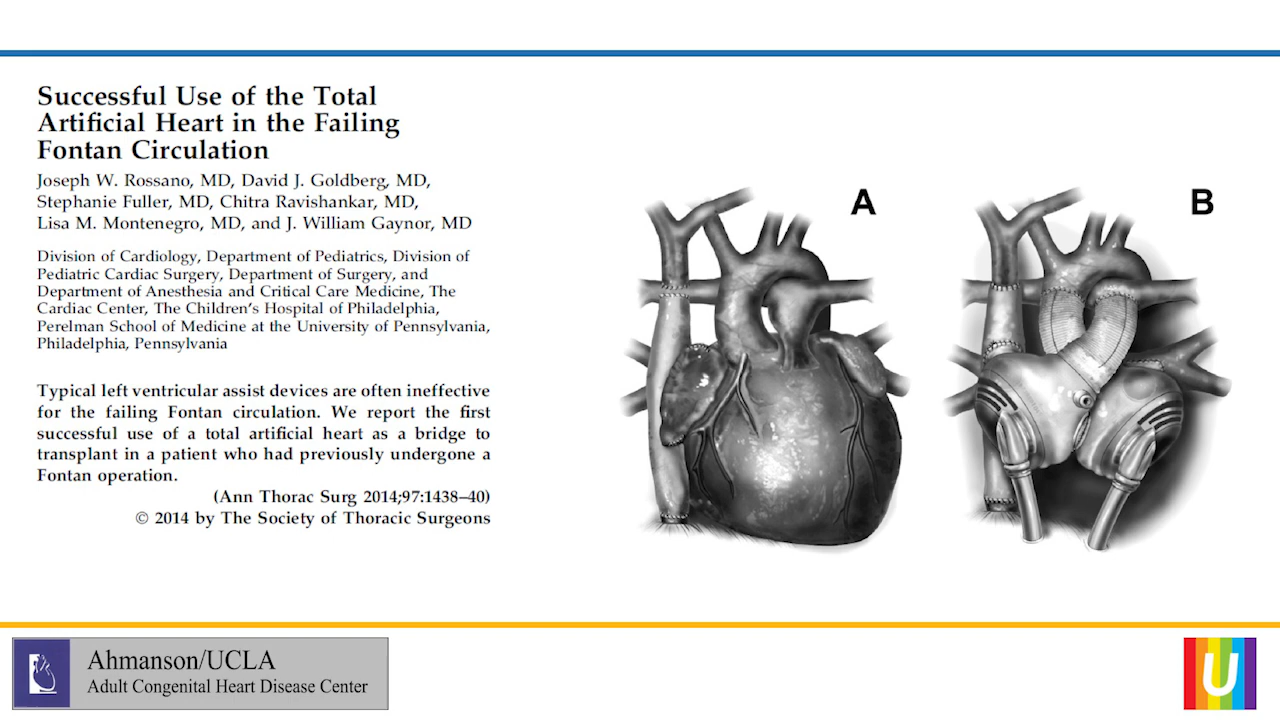 Successful Use of the Total
Artificial Heart in the Failing
Fontan Circulation
Joseph W. Rossano, MD, David J. Goldberg, MD,
Stephanie Fuller, MD, Chitra Ravishankar, MD,
Lisa M. Montenegro, MD, and J. William Gaynor, MD
Division of Cardiology, Department of Pediatrics, Division of
Pediatric Cardiac Surgery, Department of Surgery, and
Department of Anesthesia and Critical Care Medicine, The
Cardiac Center, The Children's Hospital of Philadelphia,
Perelman School of Medicine at the University of Pennsylvania,
Philadelphia, Pennsylvania
Typical left ventricular assist devices are often ineffective
for the failing Fontan circulation. We report the first
successful use of a total artificial heart as a bridge to
transplant in a patient who had previously undergone a
Fontan operation.
(Ann Thorac Surg 2014;97:1438–40)
© 2014 by The Society of Thoracic Surgeons
A
B
Ahmanson/UCLA
Adult Congenital Heart Disease Center
U